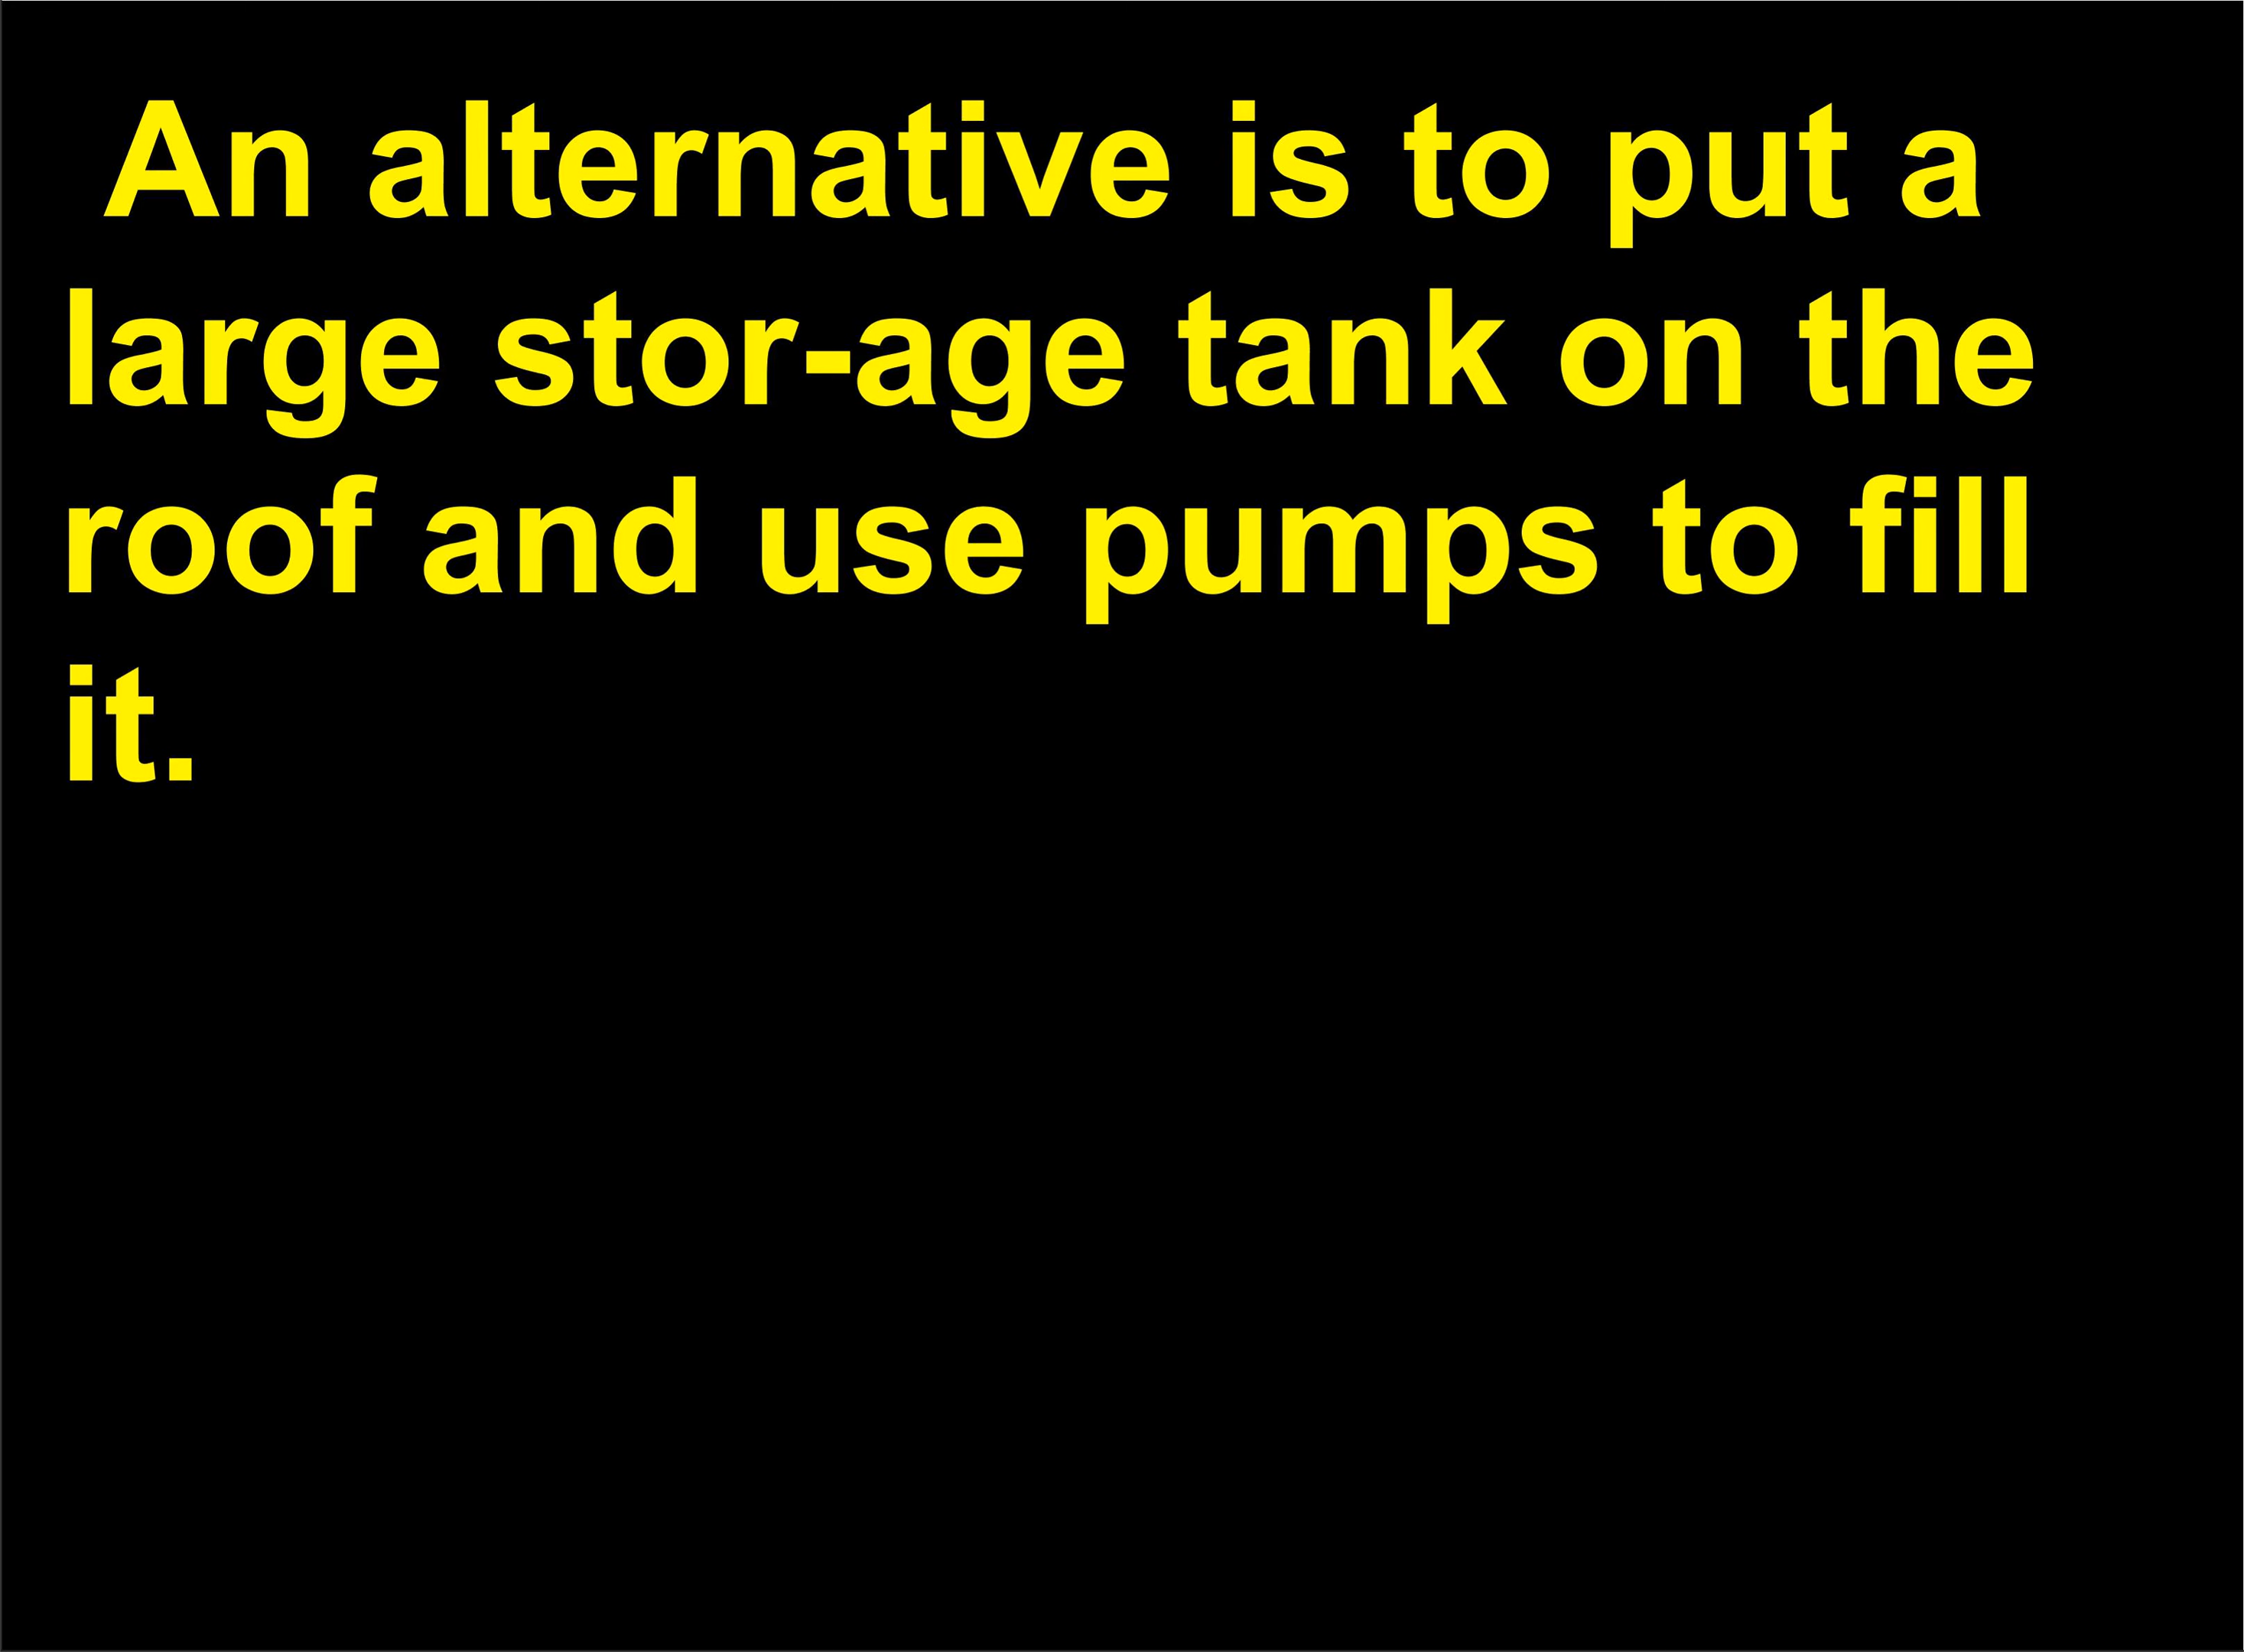 An alternative is to put a
large stor-age tank on the
roof and use pumps to fill
it.